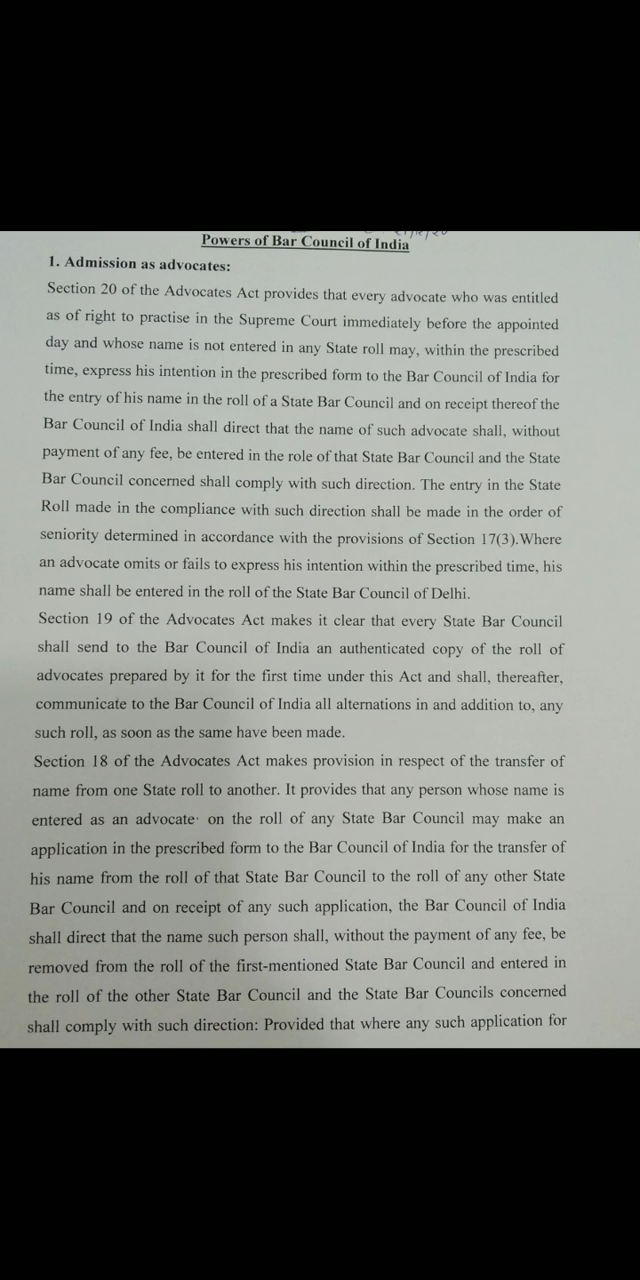 Powers of Bar Council of India
1. Admission as advocates:
Section 20 of the Advocates Act provides that every advocate who was entitled
as of right to practise in the Supreme Court immediately before the appointed
day and whose name is not entered in any State roll may, within the prescribed
time, express his intention in the prescribed form to the Bar Council of India for
the entry of his name in the roll of a State Bar Council and on receipt thereof the
Bar Council of India shall direct that the name of such advocate shall, without
payment of any fee, be entered in the role of that State Bar Council and the State
Bar Council concerned shall comply with such direction. The entry in the State
Roll made in the compliance with such direction shall be made in the order of
seniority determined in accordance with the provisions of Section 17(3).Where
an advocate omits or fails to express his intention within the prescribed time, his
name shall be entered in the roll of the State Bar Council of Delhi.
Section 19 of the Advocates Act makes it clear that every State Bar Council
shall send to the Bar Council of India an authenticated copy of the roll of
advocates prepared by it for the first time under this Act and shall, thereafter,
communicate to the Bar Council of India all alternations in and addition to, any
such roll, as soon as the same have been made.
Section 18 of the Advocates Act makes provision in respect of the transfer of
name from one State roll to another. It provides that any person whose name is
entered as an advocate on the roll of any State Bar Council may make an
application in the prescribed form to the Bar Council of India for the transfer of
his name from the roll of that State Bar Council to the roll of any other State
Bar Council and on receipt of any such application, the Bar Council of India
shall direct that the name such person shall, without the payment of any fee, be
removed from the roll of the first-mentioned State Bar Council and entered in
the roll of the other State Bar Council and the State Bar Councils concerned
shall comply with such direction: Provided that where any such application for